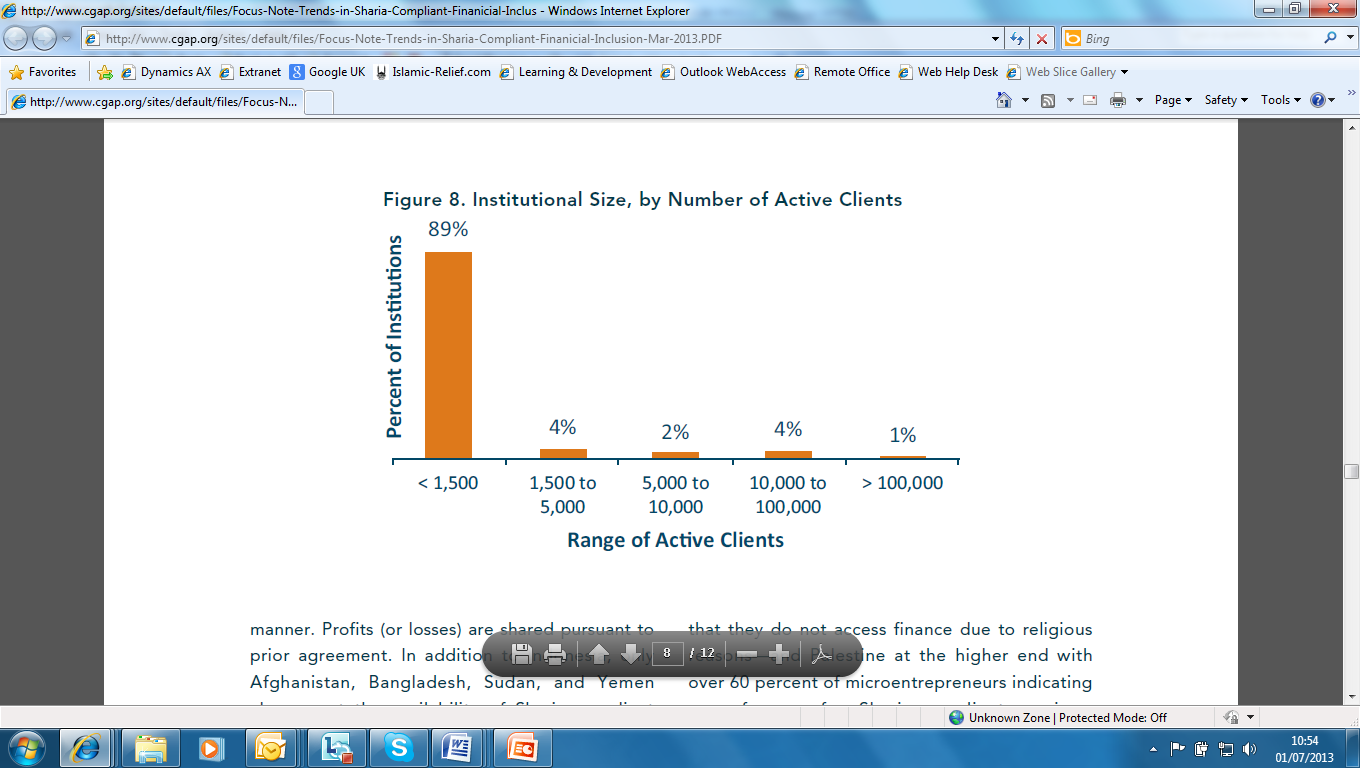 http://www.cgap.org/sites/default/files/Focus-Note-Trends-in-Sharia-Compliant-Finanicial-Inclus - Windows Internet Explorer
http://www.cgap.org/sites/default/files/Focus-Note-Trends-in-Sharia-Compliant-Finanicial-Inclusion-Mar-2013.PDF
Bing
Favorites Dynamics AX Extranet Google UK Islamic-Relief.com Learning & Development Outlook WebAccess Remote Office Web Help Desk Web Slice Gallery
http://www.cgap.org/sites/default/files/Focus-N...
Page Safety Tools
Figure 8. Institutional Size, by Number of Active Clients
Percent of Institutions
89%
4%
2%
4%
1%
< 1,500
1,500 to
5,000
5,000 to
10,000
10,000 to
100,000
> 100,000
Range of Active Clients
manner. Profits (or losses) are shared pursuant to
prior agreement. In addition
Afghanistan, Bangladesh, Sudan, and Yemen
that they do not access finance due to religious
Palestine at the higher end with
over 60 percent of microentrepreneurs indicating
8 / 12
Unknown Zone | Protected Mode: Off
10:54
01/07/2013